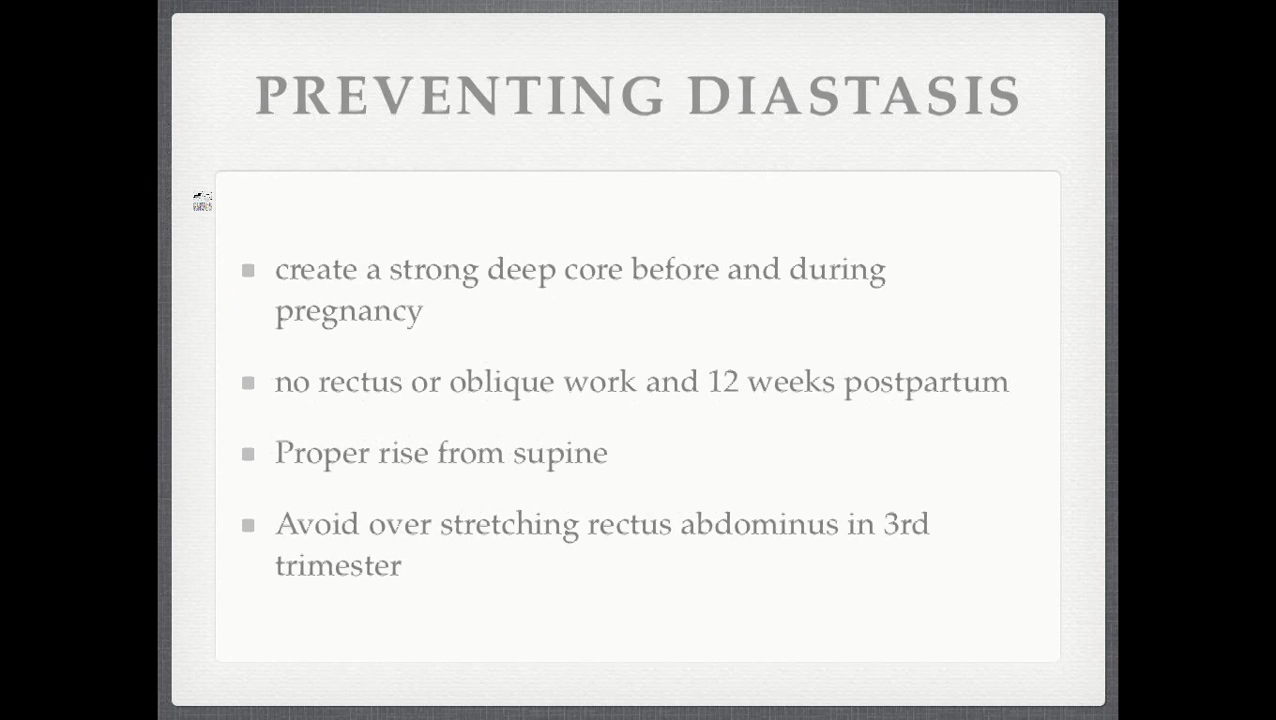 PREVENTING DIASTASIS
create a strong deep core before and during
pregnancy
no rectus or oblique work and 12 weeks postpartum
Proper rise from supine
Avoid over stretching rectus abdominus in 3rd
trimester